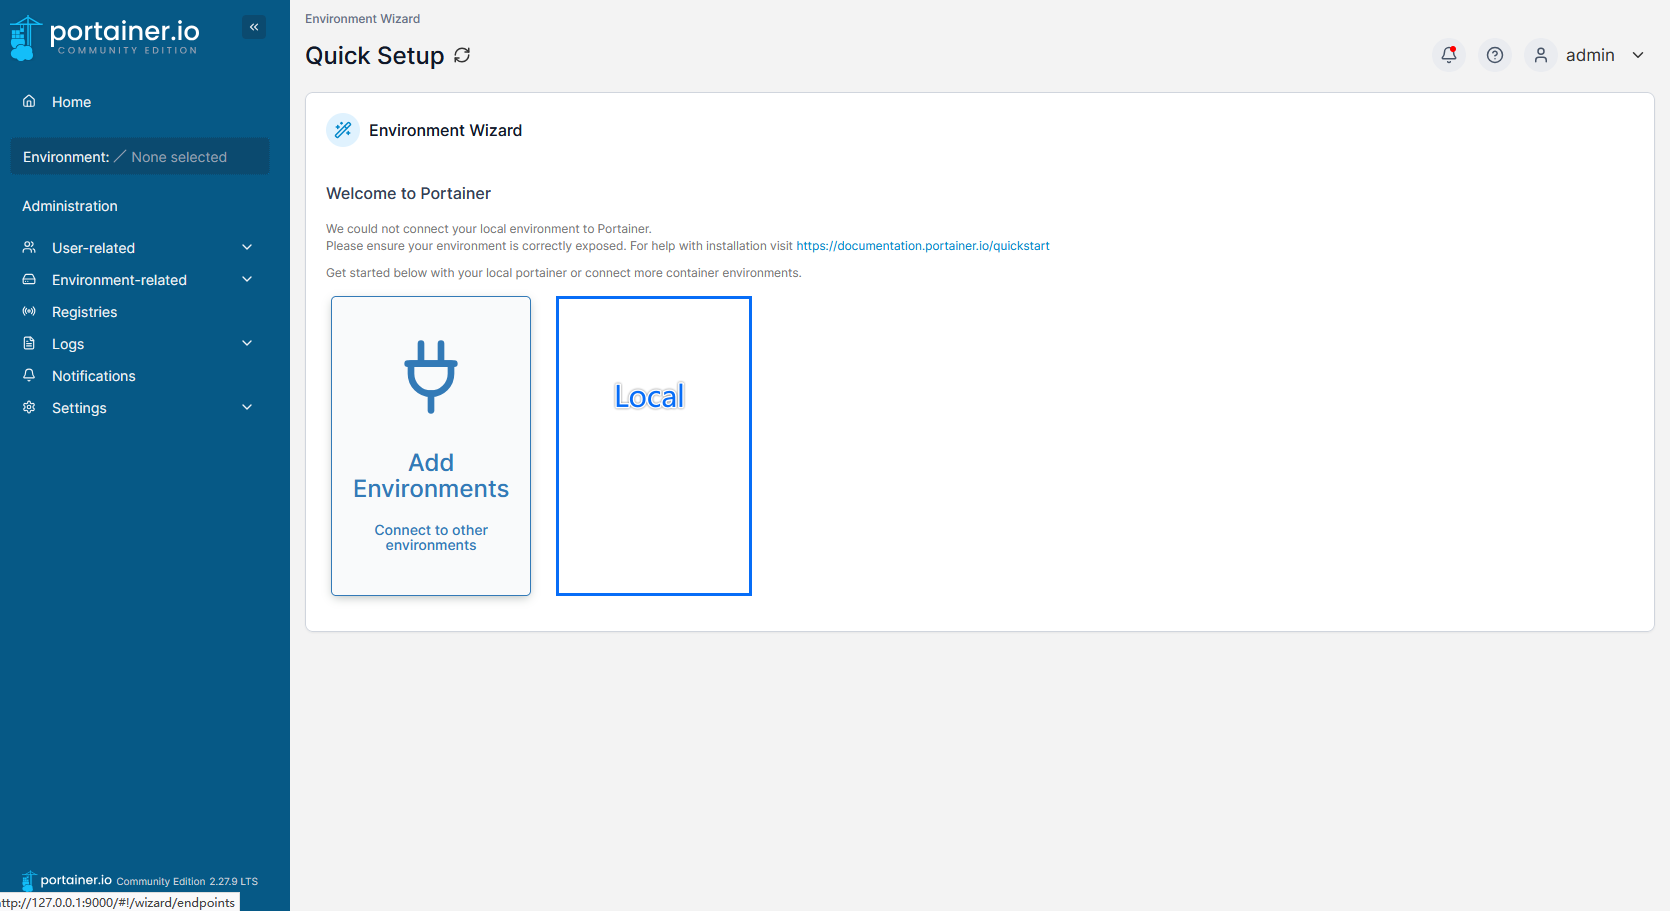 portainer.io
COMMUNITY EDITION
Home
Environment: None selected
Administration
User-related
Environment-related
Registries
Logs
Notifications
Settings
portainer.io Community Edition 2.27.9 LTS
ttp://127.0.0.1:9000/#!/wizard/endpoints
Environment Wizard
Quick Setup
admin
Environment Wizard
Welcome to Portainer
We could not connect your local environment to Portainer.
Please ensure your environment is correctly exposed. For help with installation visit https://documentation.portainer.io/quickstart
Get started below with your local portainer or connect more container environments.
Add
Environments
Connect to other
environments
Local